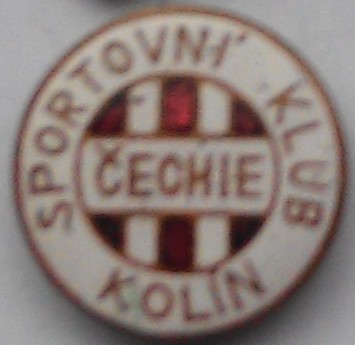 SPORTOVNÍ KLUB
ČECHIE
KOLÍN